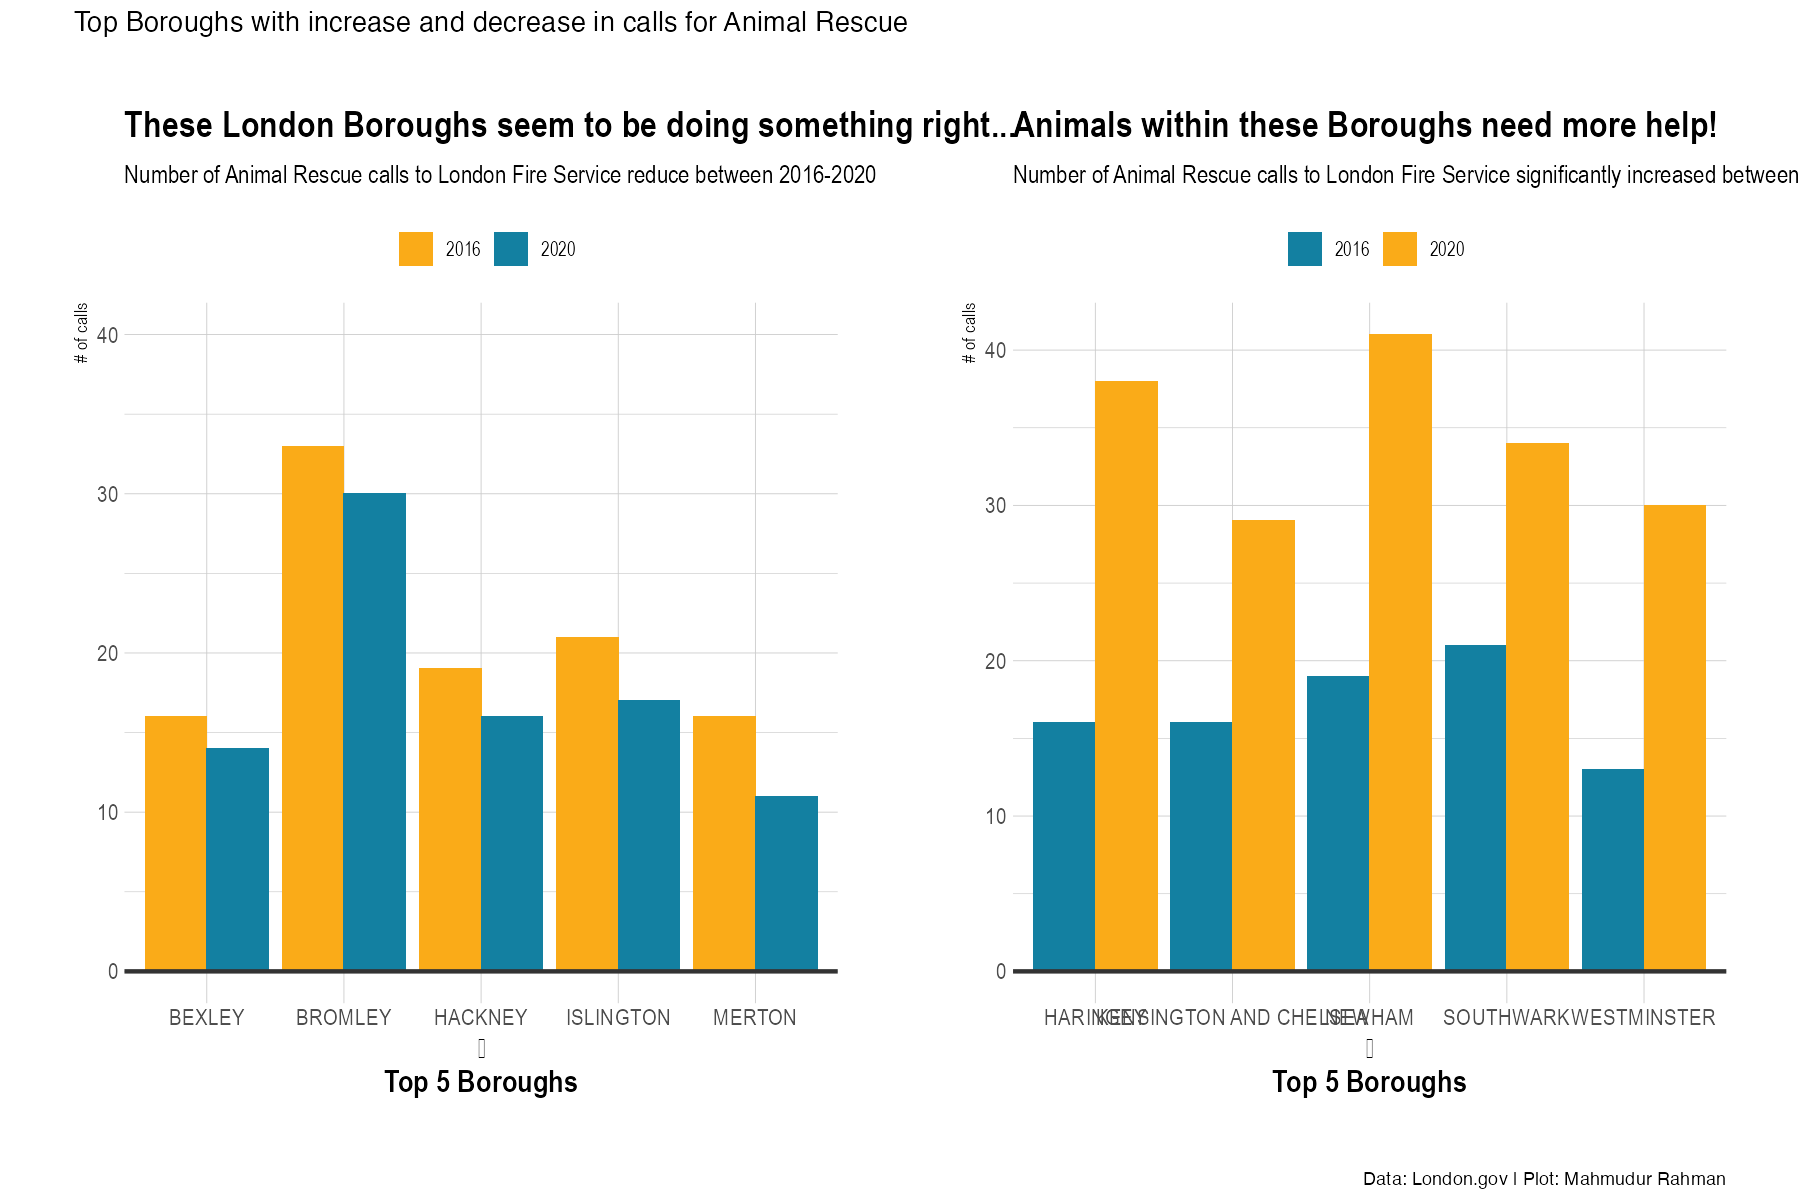 Top Boroughs with increase and decrease in calls for Animal Rescue
These London Boroughs seem to be doing something right...
Number of Animal Rescue calls to London Fire Service reduce between 2016-2020
2016 2020
# of calls
40
30
20
10
0
BEXLEY BROMLEY HACKNEY ISLINGTON MERTON
Top 5 Boroughs
Animals within these Boroughs need more help!
Number of Animal Rescue calls to London Fire Service significantly increased between
2016 2020
# of calls
40
30
20
10
0
HARINGEY KENSINGTON AND CHELSEA NEWHAM SOUTHWARK WESTMINSTER
Top 5 Boroughs
Data: London.gov | Plot: Mahmudur Rahman